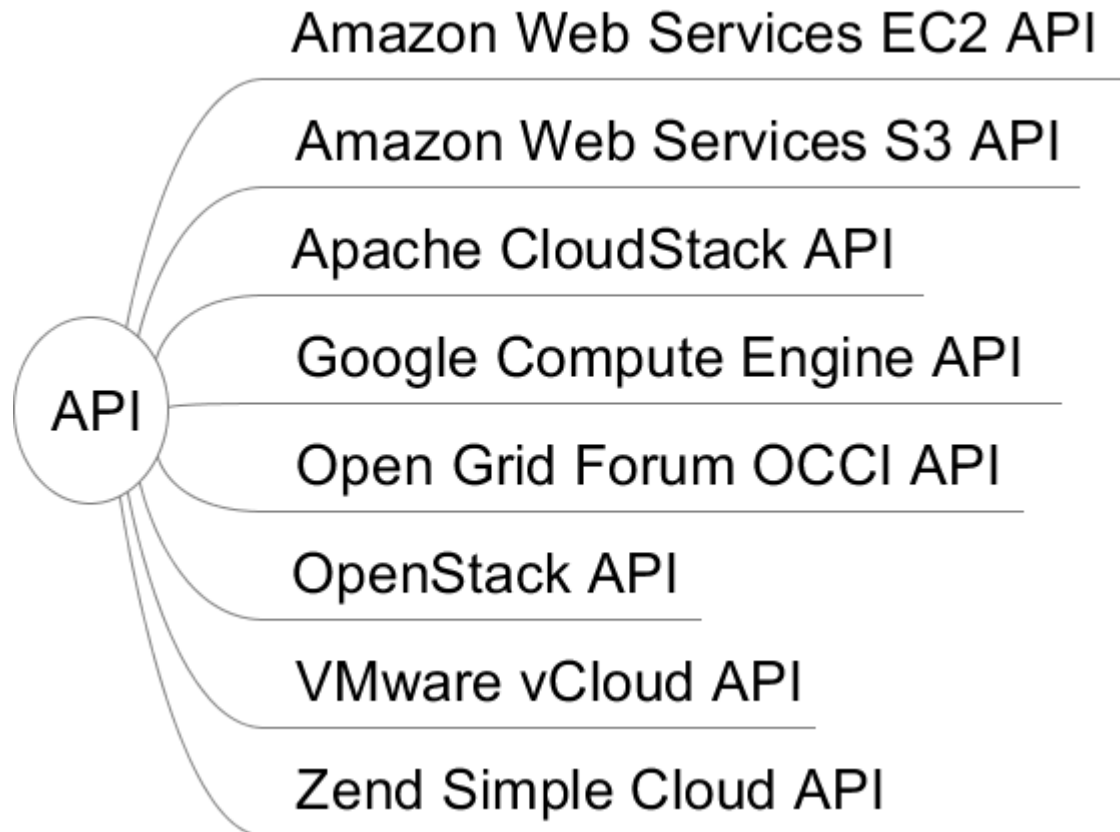 Amazon Web Services EC2 API
Amazon Web Services S3 API
Apache CloudStack API
Google Compute Engine API
API
Open Grid Forum OCCI API
OpenStack API
VMware vCloud API
Zend Simple Cloud API